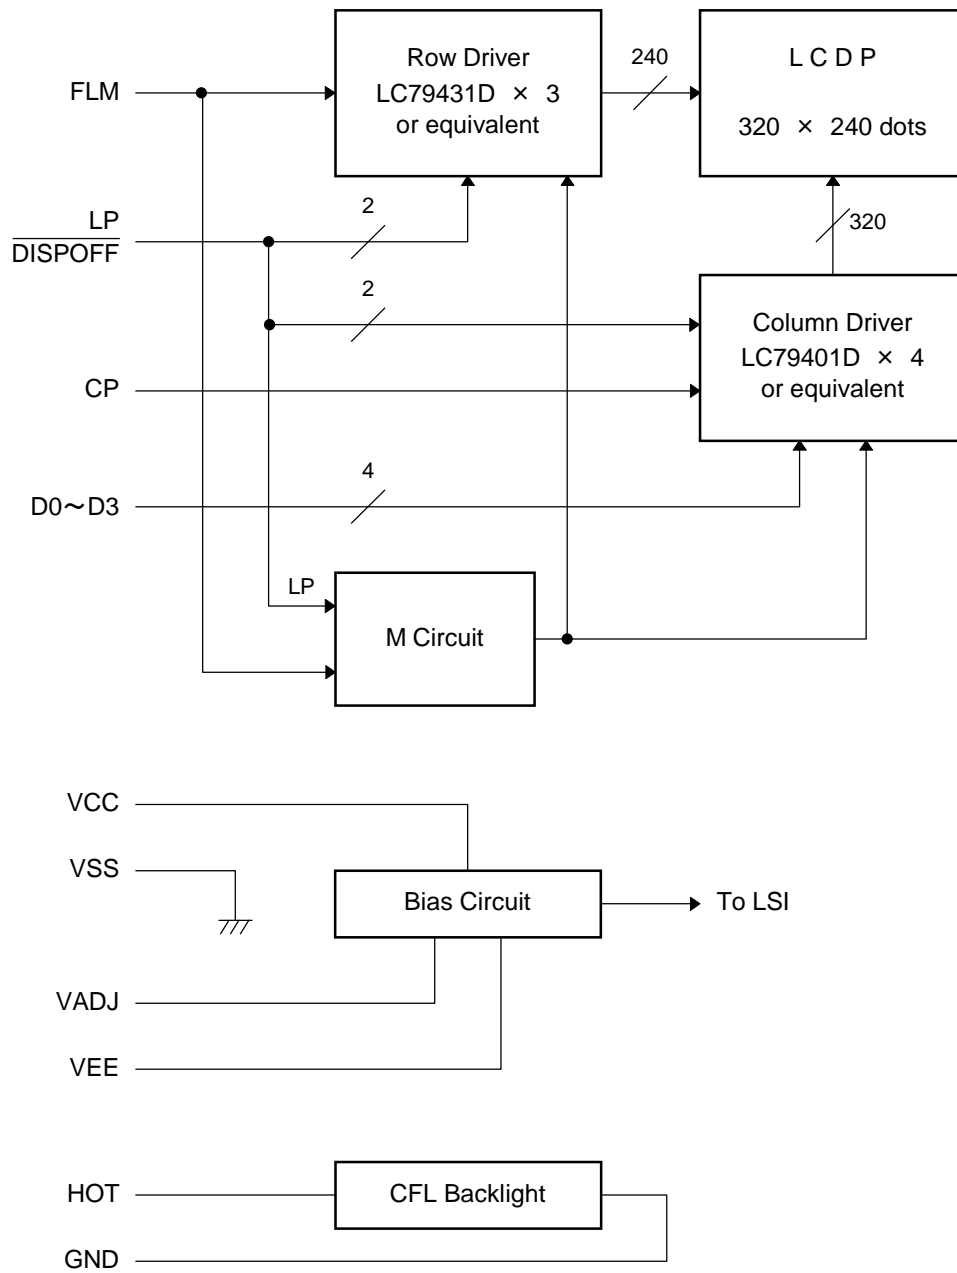 Row Driver
LC79431D × 3
or equivalent
240
L C D P
320 × 240 dots
FLM
LP
DISPOFF
2
320
2
Column Driver
LC79401D × 4
or equivalent
CP
4
D0～D3
LP
M Circuit
VCC
VSS
Bias Circuit
To LSI
VADJ
VEE
HOT
CFL Backlight
GND